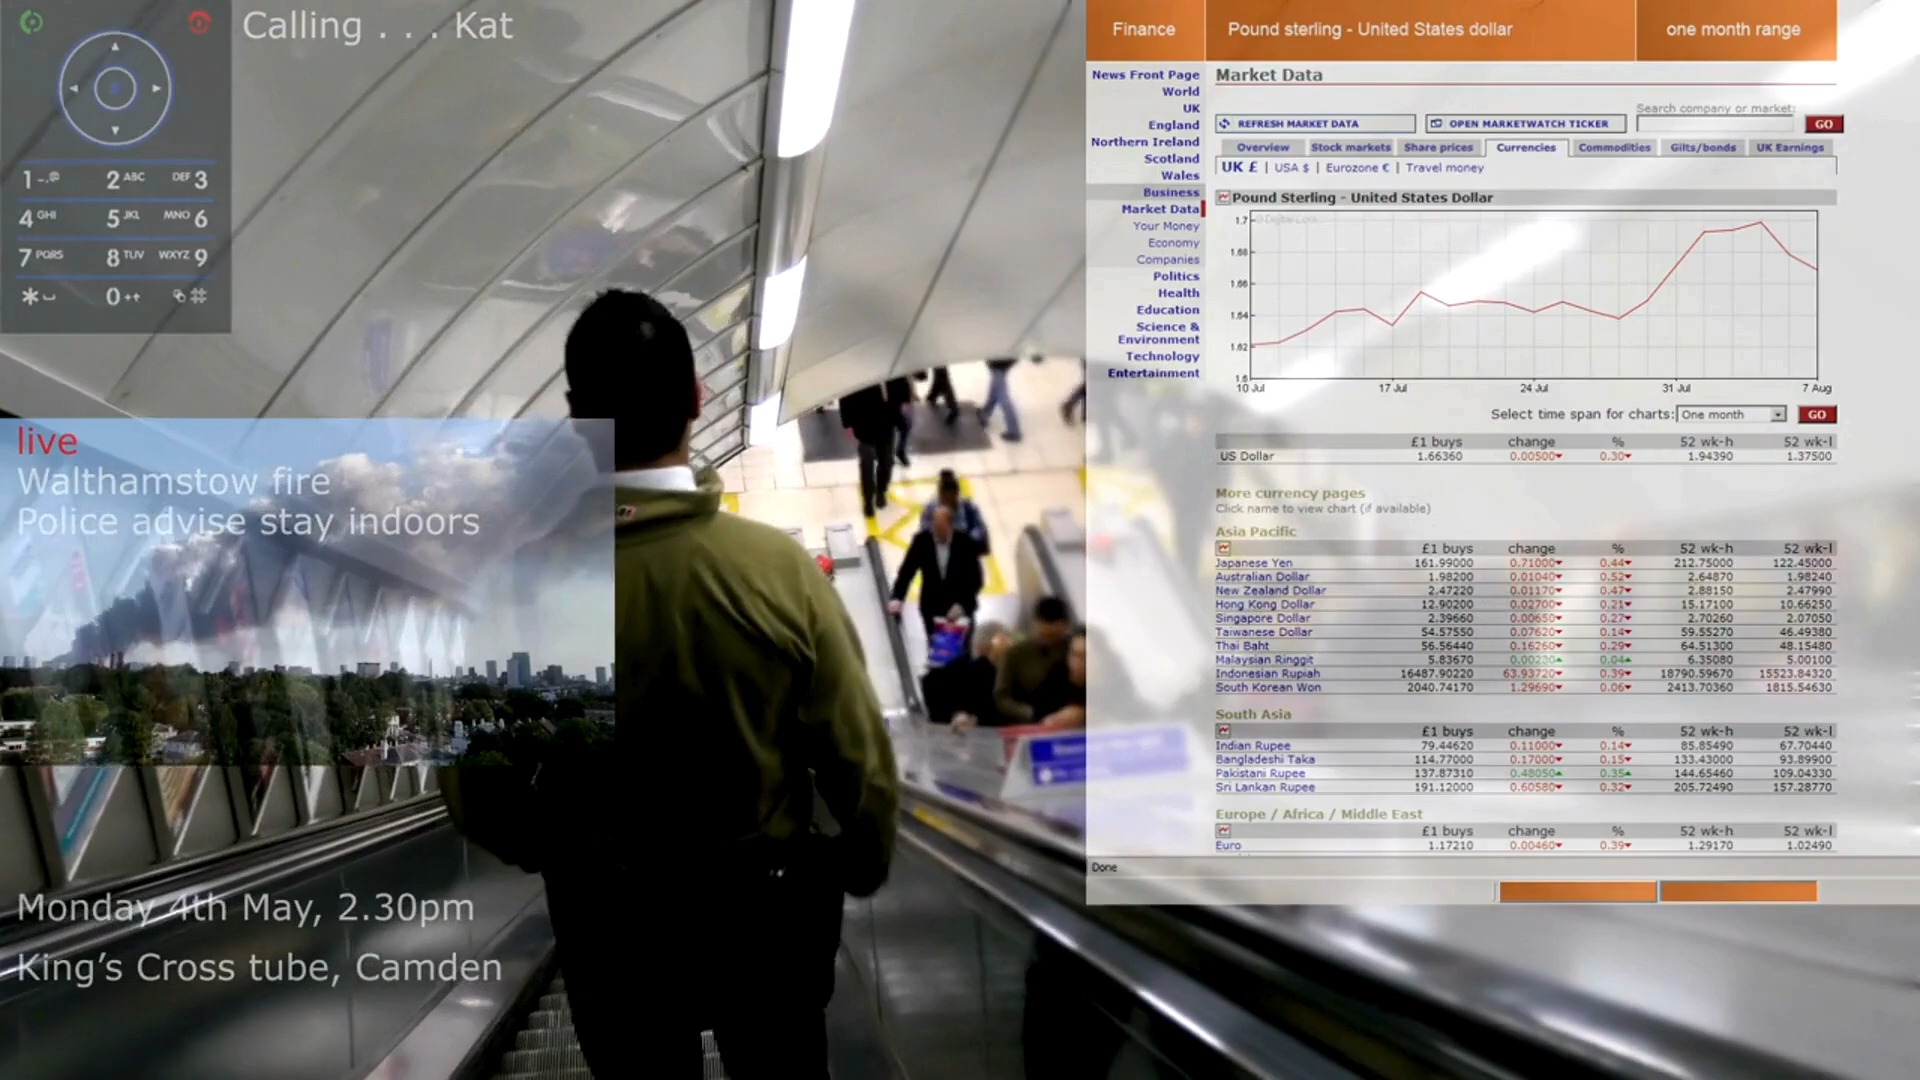 Calling . . . Kat
1 -.@ 2 ABC DEF 3
4 GHI 5 JKL MNO 6
7 PQRS 8 TUV WXYZ 9
* 0 + #
live
Walthamstow fire
Police advise stay indoors
Monday 4th May, 2.30pm
King's Cross tube, Camden
Finance Pound sterling - United States dollar one month range
News Front Page
World
UK
England
Northern Ireland
Scotland
Wales
Business
Market Data
Your Money
Economy
Companies
Politics
Health
Education
Science &
Environment
Technology
Entertainment
Market Data
Search company or market:
REFRESH MARKET DATA OPEN MARKETWATCH TICKER GO
Overview Stock markets Share prices Currencies Commodities Gilts/bonds UK Earnings
UK £ | USA $ | Eurozone € | Travel money
Pound Sterling - United States Dollar
1.7
1.68
1.66
1.64
1.62
1.6
10 Jul 17 Jul 24 Jul 31 Jul 7 Aug
Select time span for charts: One month GO
£1 buys change % 52 wk-h 52 wk-l
US Dollar 1.66360 0.00500 0.30 1.94390 1.37500
More currency pages
Click name to view chart (if available)
Asia Pacific
£1 buys change % 52 wk-h 52 wk-l
Japanese Yen 161.99000 0.71000 0.44 212.75000 122.45000
Australian Dollar 1.98200 0.01040 0.52 2.64870 1.98240
New Zealand Dollar 2.47220 0.01170 0.47 2.88150 2.47990
Hong Kong Dollar 12.90200 0.02700 0.21 15.17100 10.66250
Singapore Dollar 2.39660 0.00650 0.27 2.70260 2.07050
Taiwanese Dollar 54.57550 0.07620 0.14 59.55270 46.49380
Thai Baht 56.56440 0.16260 0.29 64.51300 48.15480
Malaysian Ringgit 5.83670 0.00230 0.04 6.35080 5.00100
Indonesian Rupiah 16487.90220 63.93720 0.39 18790.59670 15523.84320
South Korean Won 2040.74170 1.29690 0.06 2413.70360 1815.54630
South Asia
£1 buys change % 52 wk-h 52 wk-l
Indian Rupee 79.44620 0.11000 0.14 85.85490 67.70440
Bangladeshi Taka 114.77000 0.17000 0.15 133.43000 93.89900
Pakistani Rupee 137.87310 0.48050 0.35 144.65460 109.04330
Sri Lankan Rupee 191.12000 0.60580 0.32 205.72490 157.28770
Europe / Africa / Middle East
£1 buys change % 52 wk-h 52 wk-l
Euro 1.17210 0.00460 0.39 1.29170 1.02490
Done